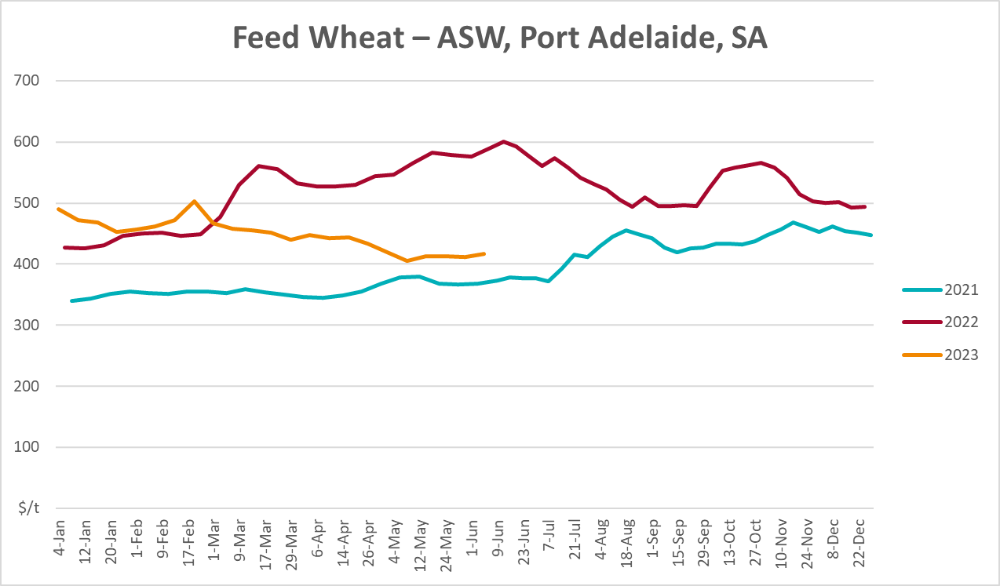 Feed Wheat – ASW, Port Adelaide, SA
700
600
500
400
300
200
100
$/t
4-Jan
12-Jan
20-Jan
1-Feb
9-Feb
17-Feb
1-Mar
9-Mar
17-Mar
29-Mar
6-Apr
14-Apr
26-Apr
4-May
12-May
24-May
1-Jun
9-Jun
23-Jun
7-Jul
21-Jul
4-Aug
18-Aug
1-Sep
15-Sep
29-Sep
13-Oct
27-Oct
10-Nov
24-Nov
8-Dec
22-Dec
2021
2022
2023